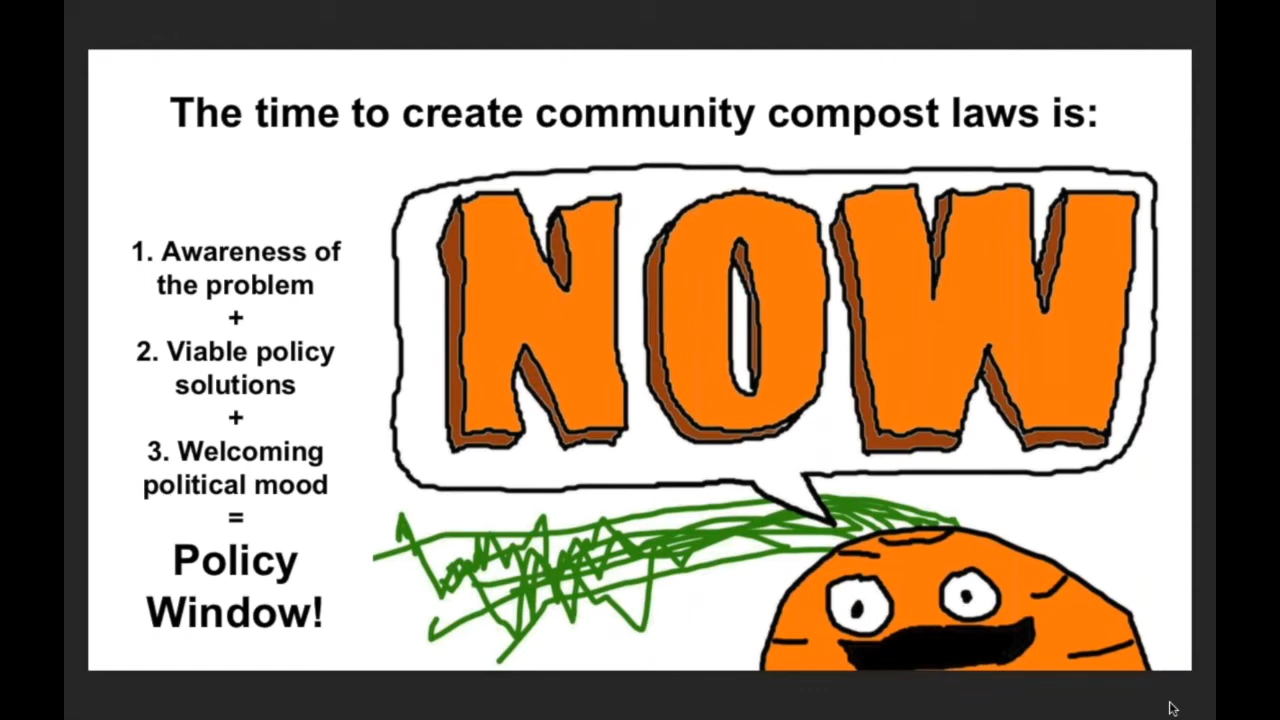 The time to create community compost laws is:
NOW
1. Awareness of
the problem
+
2. Viable policy
solutions
+
3. Welcoming
political mood
=
Policy
Window!